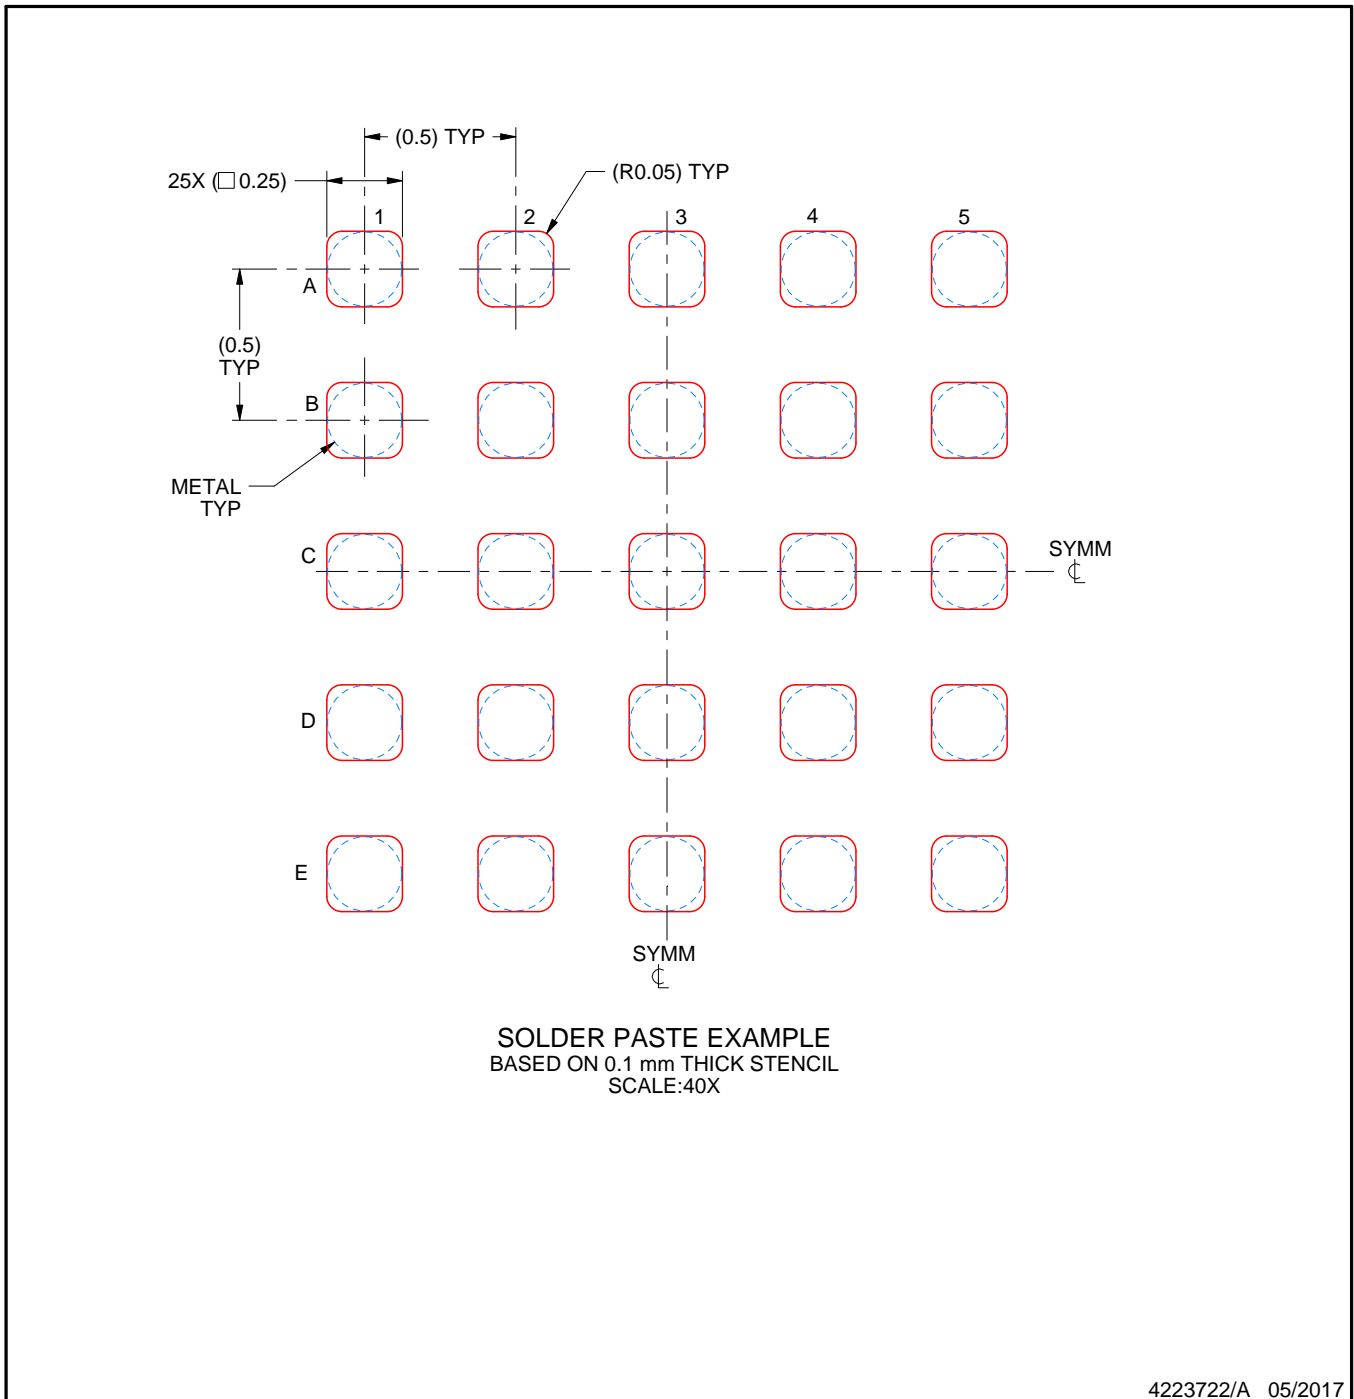 (0.5) TYP
25X (□ 0.25)
(R0.05) TYP
1 2 3 4 5
A
(0.5)
TYP
B
METAL
TYP
C
SYMM
℄
D
E
SYMM
℄
SOLDER PASTE EXAMPLE
BASED ON 0.1 mm THICK STENCIL
SCALE:40X
4223722/A 05/2017